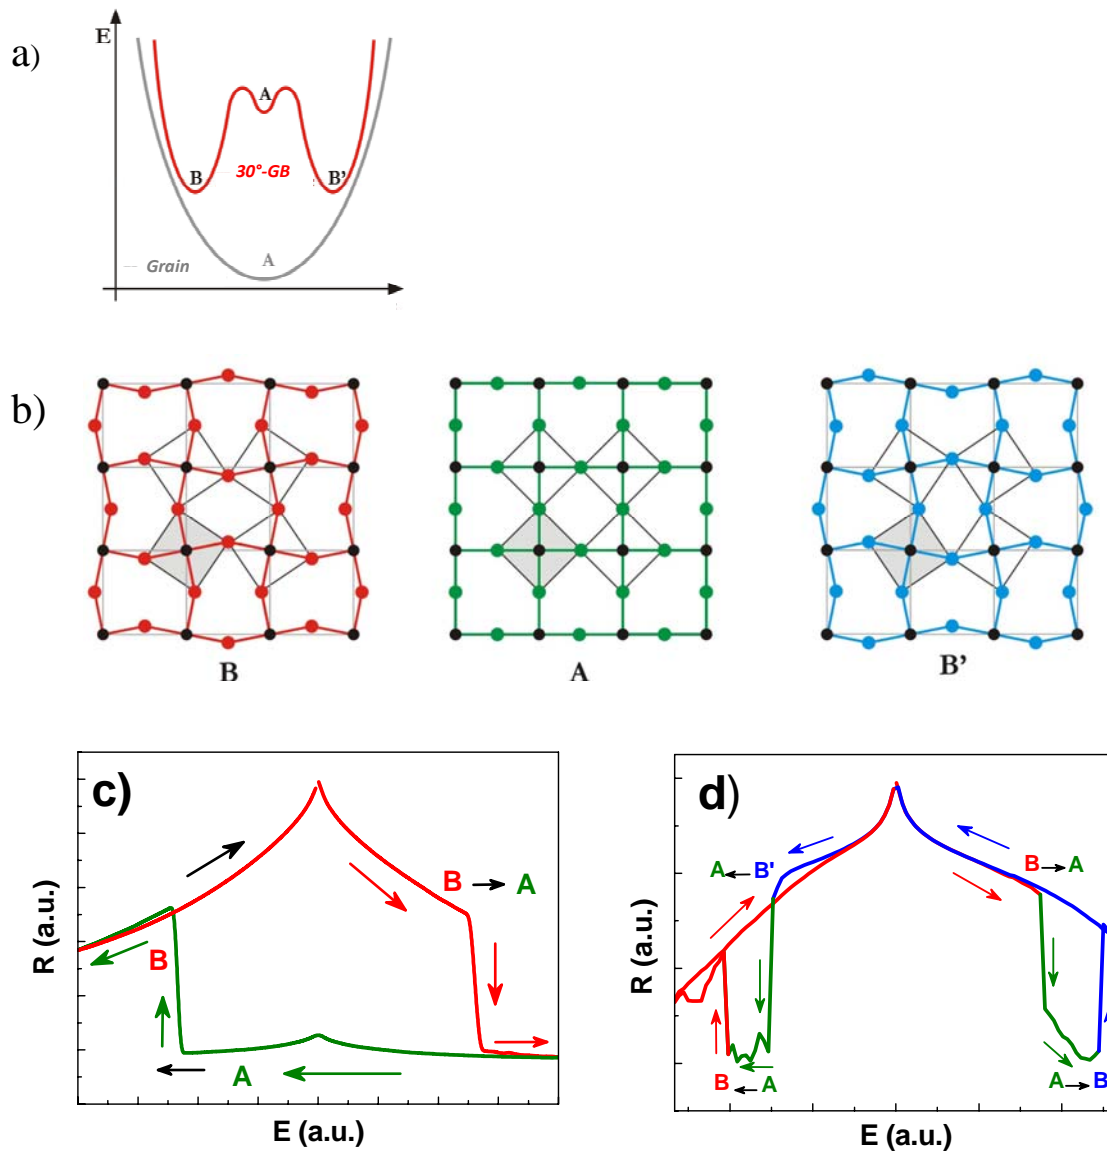 a)
E
A
B
30°-GB
B'
A
Grain
b)
B
A
B'
c)
B → A
B
A
R (a.u.)
E (a.u.)
d)
A ← B'
B → A
B ← A
A → B
R (a.u.)
E (a.u.)